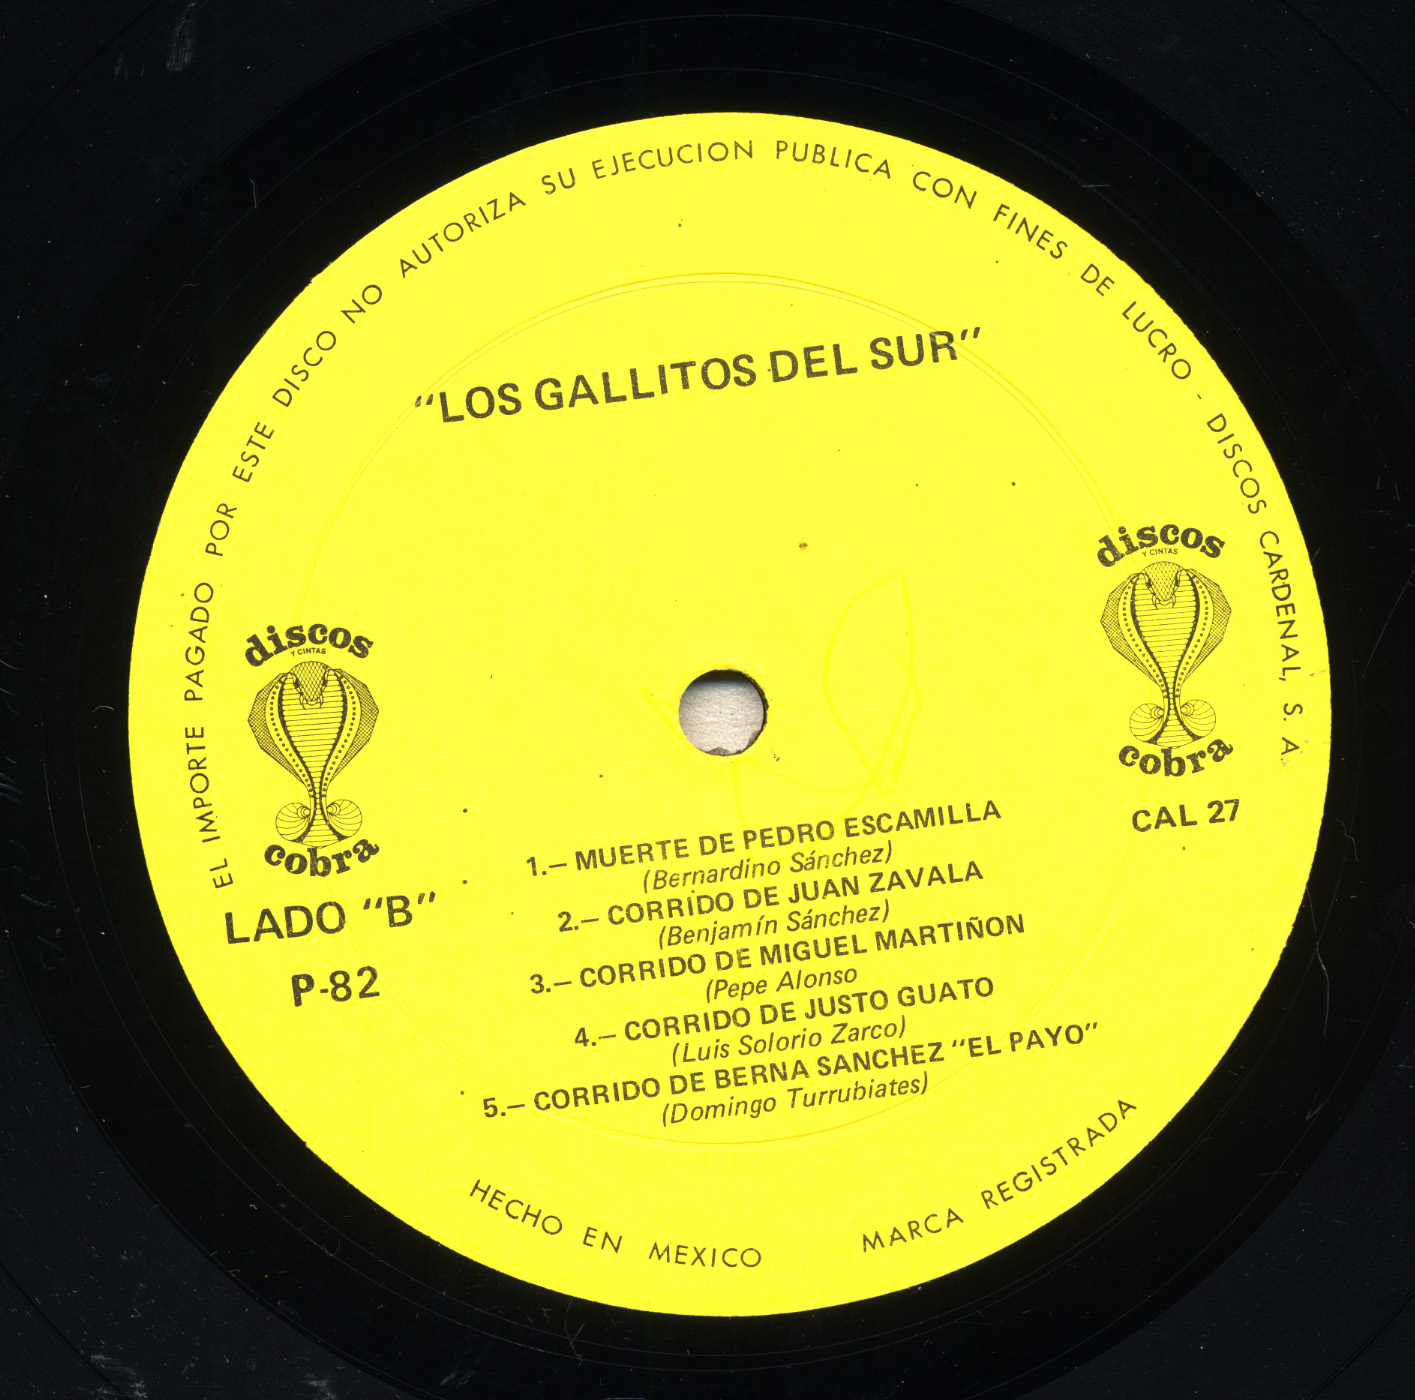 EL IMPORTE PAGADO POR ESTE DISCO NO AUTORIZA SU EJECUCION PUBLICA CON FINES DE LUCRO - DISCOS CARDENAL, S. A.
"LOS GALLITOS DEL SUR"
discos
Y CINTAS
cobra
LADO "B"
P-82
discos
Y CINTAS
cobra
CAL 27
1.— MUERTE DE PEDRO ESCAMILLA
(Bernardino Sánchez)
2.— CORRIDO DE JUAN ZAVALA
(Benjamín Sánchez)
3.— CORRIDO DE MIGUEL MARTIÑON
(Pepe Alonso
4.— CORRIDO DE JUSTO GUATO
(Luis Solorio Zarco)
5.— CORRIDO DE BERNA SANCHEZ "EL PAYO"
(Domingo Turrubiates)
HECHO EN MEXICO
MARCA REGISTRADA